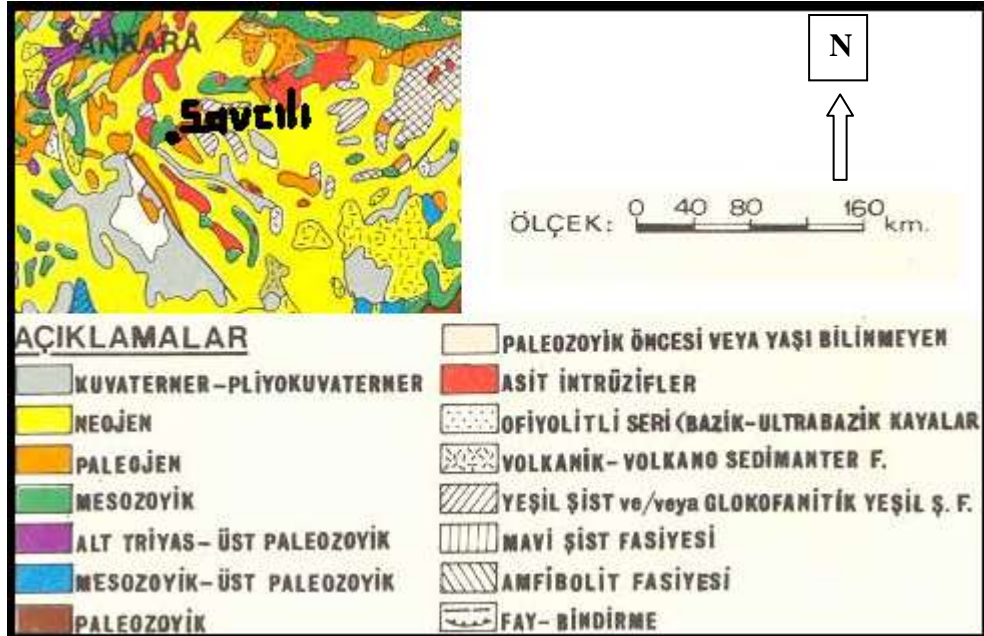 ANKARA
Savcılı
N
ÖLÇEK: 0 40 80 160 km.
AÇIKLAMALAR
KUVATERNER-PLİYOKUVATERNER
NEOJEN
PALEOJEN
MESOZOYİK
ALT TRİYAS-ÜST PALEOZOYİK
MESOZOYİK-ÜST PALEOZOYİK
PALEOZOYİK
PALEOZOYİK ÖNCESİ VEYA YAŞI BİLİNMEYEN
ASİT İNTRÜZİFLER
OFİYOLİTLİ SERİ (BAZİK-ULTRABAZİK KAYALAR
VOLKANİK-VOLKANO SEDİMANTER F.
YEŞİL ŞİST ve/veya GLOKOFANİTİK YEŞİL Ş. F.
MAVİ ŞİST FASİYESİ
AMFİBOLİT FASİYESİ
FAY-BİNDİRME